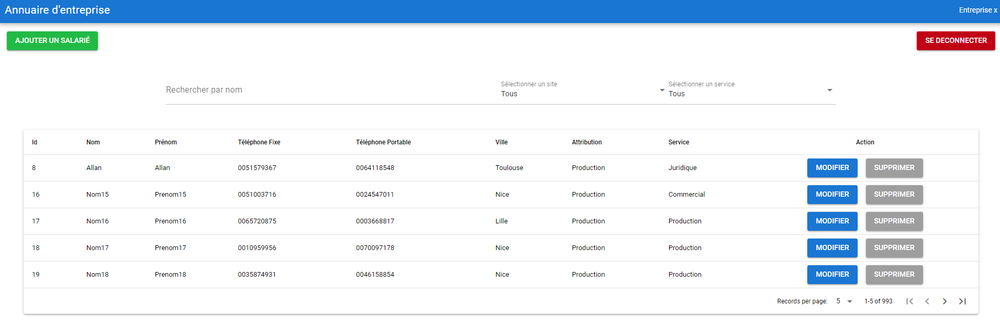 Annuaire d'entreprise Entreprise x
AJOUTER UN SALARIÉ SE DECONNECTER
Rechercher par nom
Sélectionner un site
Tous
Sélectionner un service
Tous
Id Nom Prénom Téléphone Fixe Téléphone Portable Ville Attribution Service Action
8 Allan Allan 0051579367 0064118548 Toulouse Production Juridique MODIFIER SUPPRIMER
16 Nom15 Prenom15 0051003716 0024547011 Nice Production Commercial MODIFIER SUPPRIMER
17 Nom16 Prenom16 0065720875 0003668817 Lille Production Production MODIFIER SUPPRIMER
18 Nom17 Prenom17 0010959956 0070097178 Nice Production Production MODIFIER SUPPRIMER
19 Nom18 Prenom18 0035874931 0046158854 Nice Production Production MODIFIER SUPPRIMER
Records per page: 5 1-5 of 993